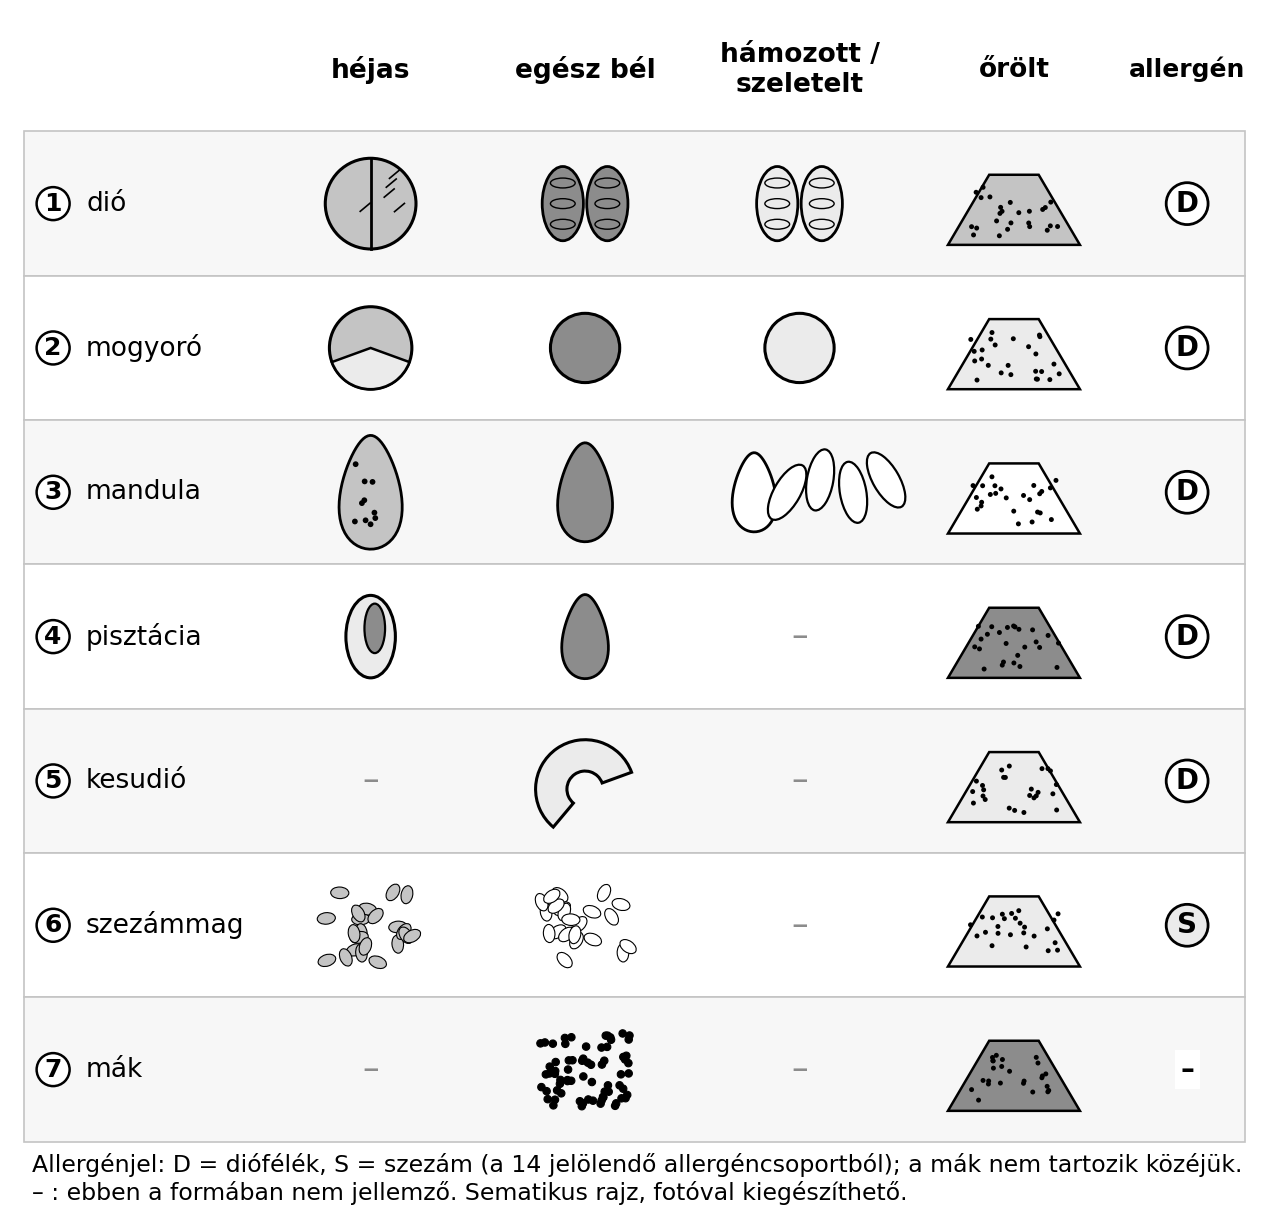 héjas egész bél hámozott / szeletelt őrölt allergén
1 dió D
2 mogyoró D
3 mandula D
4 pisztácia – D
5 kesudió – – D
6 szezámmag – S
7 mák – – –
Allergénjel: D = diófélék, S = szezám (a 14 jelölendő allergéncsoportból); a mák nem tartozik közéjük.
– : ebben a formában nem jellemző. Sematikus rajz, fotóval kiegészíthető.